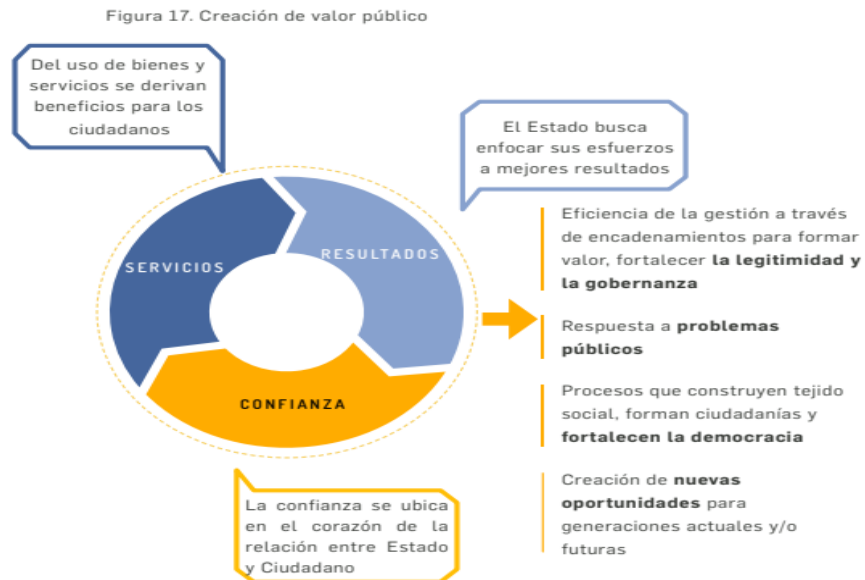 Figura 17. Creación de valor público
Del uso de bienes y
servicios se derivan
beneficios para los
ciudadanos
El Estado busca
enfocar sus esfuerzos
a mejores resultados
SERVICIOS
RESULTADOS
CONFIANZA
Eficiencia de la gestión a través
de encadenamientos para formar
valor, fortalecer la legitimidad y
la gobernanza
Respuesta a problemas
públicos
Procesos que construyen tejido
social, forman ciudadanías y
fortalecen la democracia
Creación de nuevas
oportunidades para
generaciones actuales y/o
futuras
La confianza se ubica
en el corazón de la
relación entre Estado
y Ciudadano